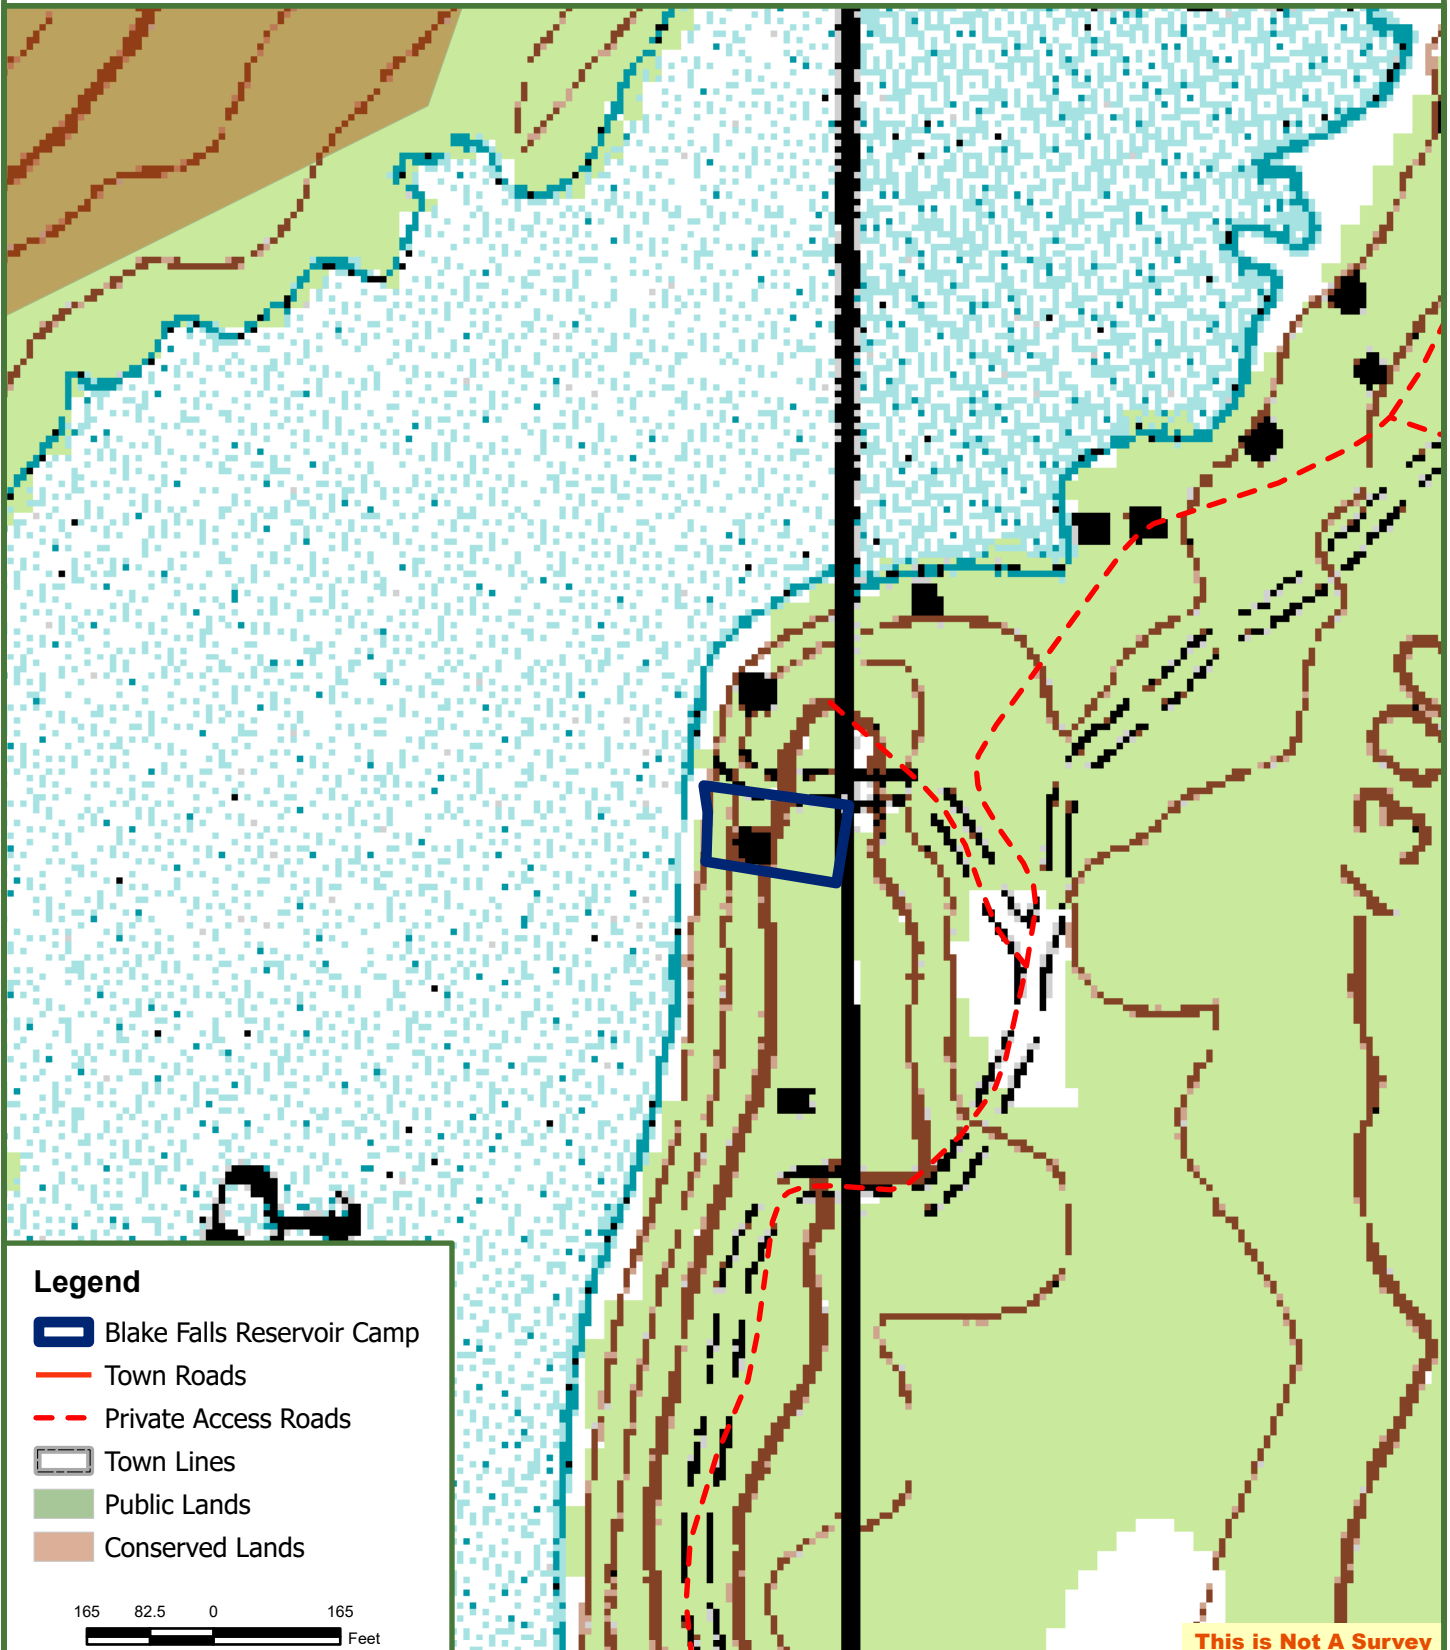 1300
Legend
Blake Falls Reservoir Camp
Town Roads
Private Access Roads
Town Lines
Public Lands
Conserved Lands
165 82.5 0 165
Feet
This is Not A Survey